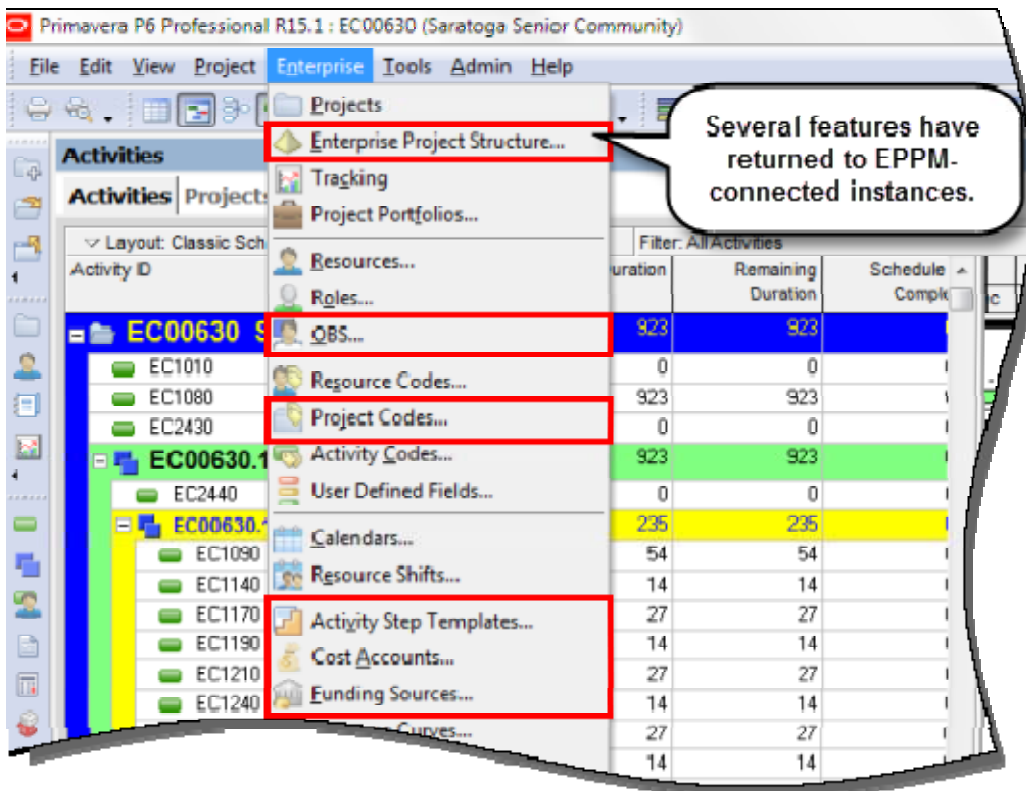 Primavera P6 Professional R15.1 : EC00630 (Saratoga Senior Community)
File Edit View Project Enterprise Tools Admin Help
Projects
Enterprise Project Structure...
Tracking
Project Portfolios...
Resources...
Roles...
OBS...
Resource Codes...
Project Codes...
Activity Codes...
User Defined Fields...
Calendars...
Resource Shifts...
Activity Step Templates...
Cost Accounts...
Funding Sources...
Curves...
Several features have
returned to EPPM-
connected instances.
Activities
Activities Projects
Layout: Classic Sch Filter: All Activities
Activity ID uration Remaining Duration Schedule Comple
EC00630 S 923 923
EC1010 0 0
EC1080 923 923
EC2430 0 0
EC00630.1 923 923
EC2440 0 0
EC00630.1 235 235
EC1090 54 54
EC1140 14 14
EC1170 27 27
EC1190 14 14
EC1210 27 27
EC1240 14 14
27 27
14 14